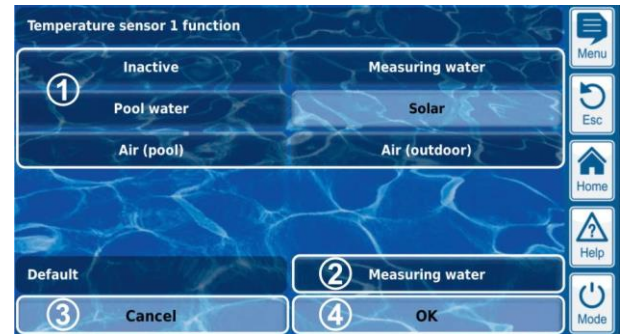 Temperature sensor 1 function
Menu
1
Inactive
Measuring water
Pool water
Solar
Esc
Air (pool)
Air (outdoor)
Home
?
Help
Default
2 Measuring water
3 Cancel
4 OK
Mode